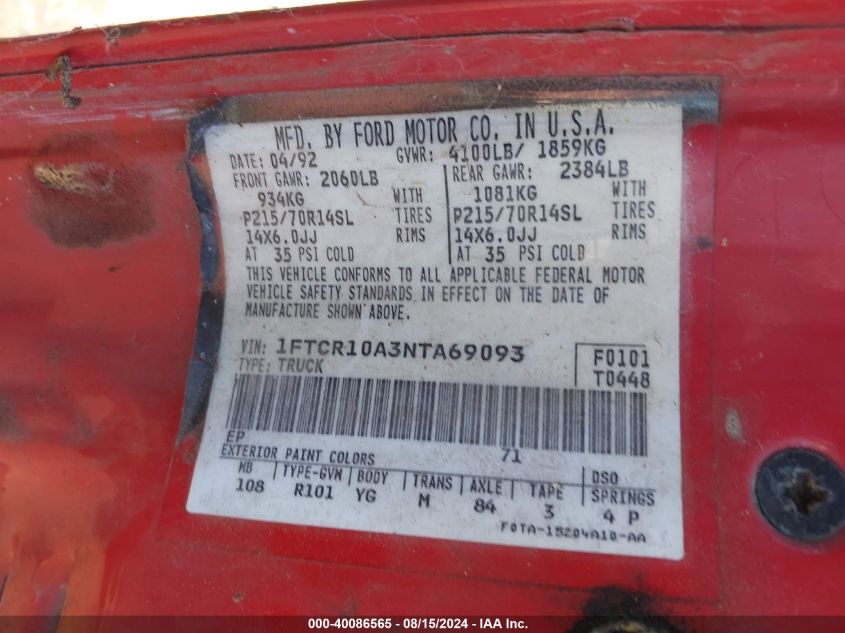 MFD. BY FORD MOTOR CO. IN U.S.A.
DATE: 04/92 GVWR: 4100LB/ 1859KG
FRONT GAWR: 2060LB REAR GAWR: 2384LB
934KG WITH 1081KG WITH
P215/70R14SL TIRES P215/70R14SL TIRES
14X6.0JJ RIMS 14X6.0JJ RIMS
AT 35 PSI COLD AT 35 PSI COLD
THIS VEHICLE CONFORMS TO ALL APPLICABLE FEDERAL MOTOR
VEHICLE SAFETY STANDARDS IN EFFECT ON THE DATE OF
MANUFACTURE SHOWN ABOVE.
VIN: 1FTCR10A3NTA69093 F0101
TYPE: TRUCK T0448
EP 71
EXTERIOR PAINT COLORS DSO
WB TYPE-GVW BODY TRANS AXLE TAPE SPRINGS
108 R101 YG M 84 3 4 P
F0TA-15204A10-AA
000-40086565 - 08/15/2024 - IAA Inc.